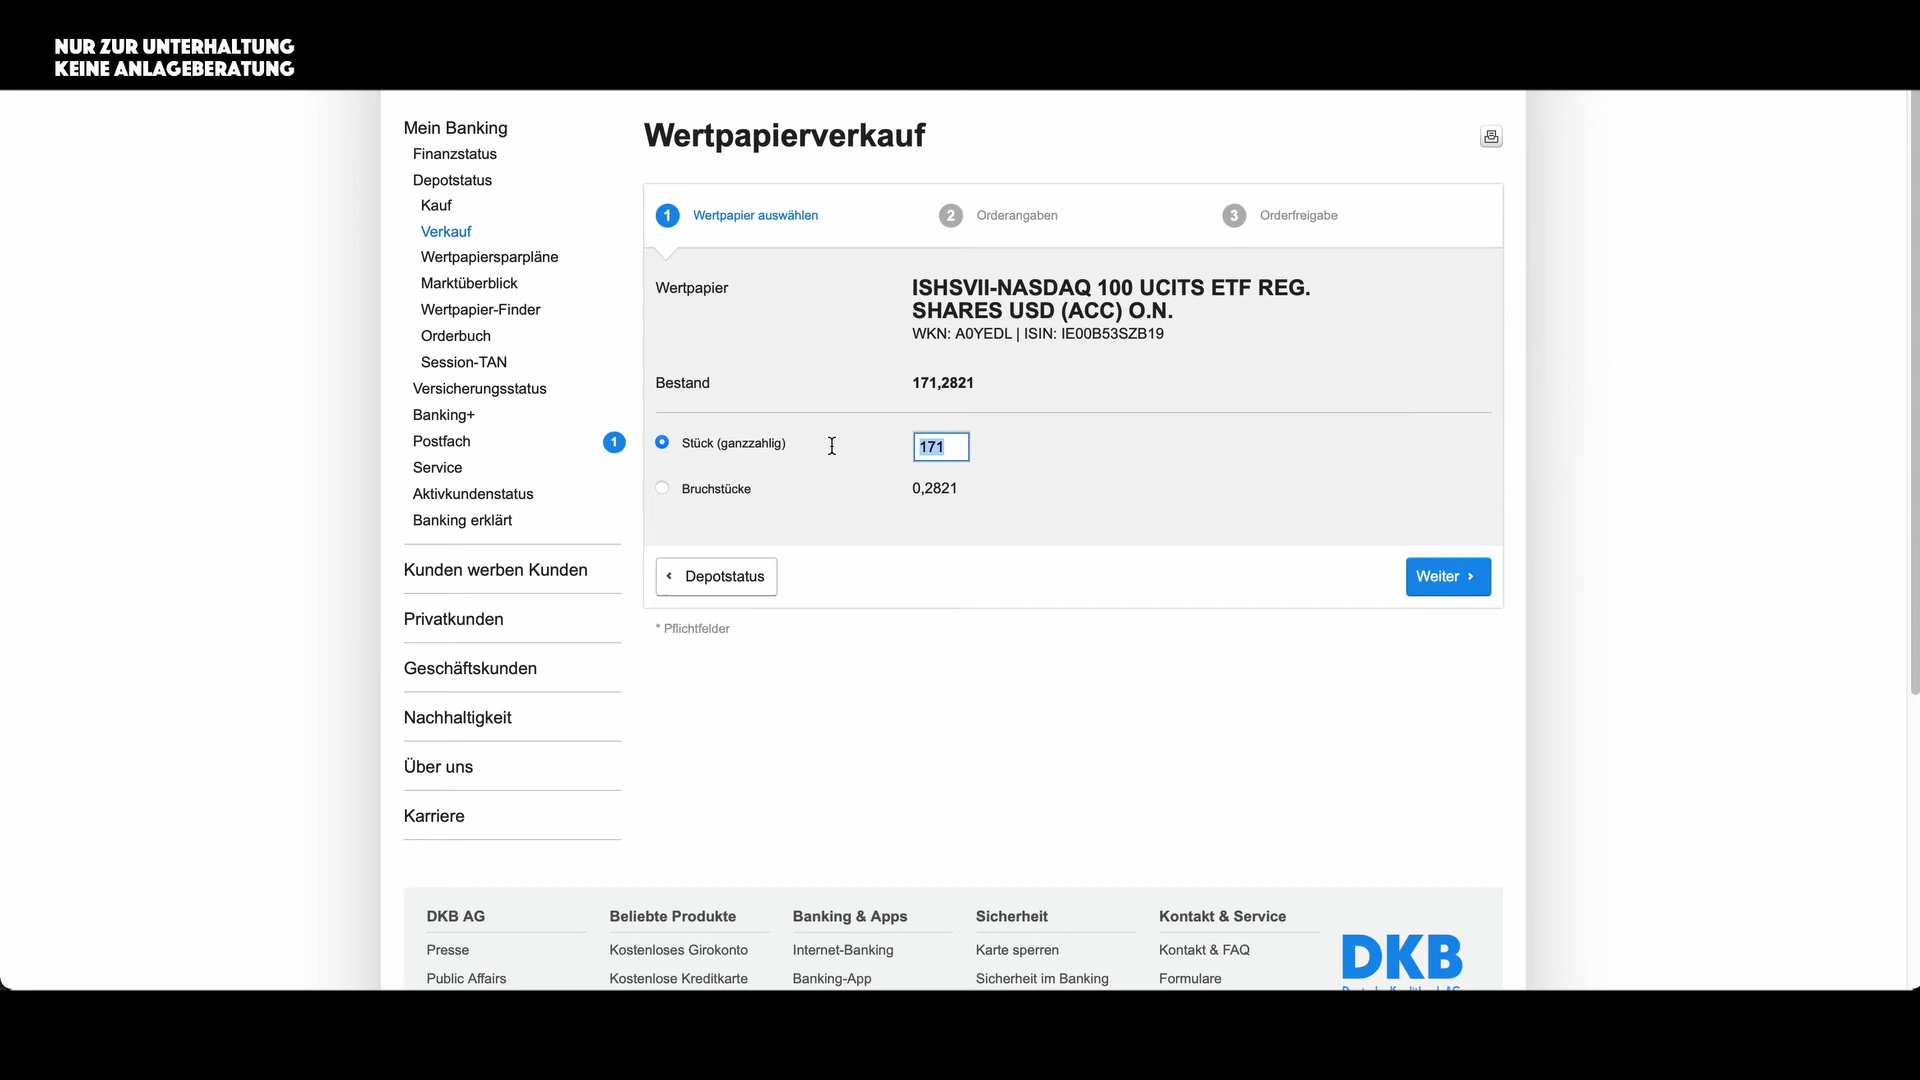 NUR ZUR UNTERHALTUNG
KEINE ANLAGEBERATUNG
Mein Banking
Finanzstatus
Depotstatus
Kauf
Verkauf
Wertpapiersparpläne
Marktüberblick
Wertpapier-Finder
Orderbuch
Session-TAN
Versicherungsstatus
Banking+
Postfach 1
Service
Aktivkundenstatus
Banking erklärt
Kunden werben Kunden
Privatkunden
Geschäftskunden
Nachhaltigkeit
Über uns
Karriere
Wertpapierverkauf
1 Wertpapier auswählen 2 Orderangaben 3 Orderfreigabe
Wertpapier ISHSVII-NASDAQ 100 UCITS ETF REG.
SHARES USD (ACC) O.N.
WKN: A0YEDL | ISIN: IE00B53SZB19
Bestand 171,2821
Stück (ganzzahlig) 171
Bruchstücke 0,2821
Depotstatus Weiter
* Pflichtfelder
DKB AG Beliebte Produkte Banking & Apps Sicherheit Kontakt & Service
Presse Kostenloses Girokonto Internet-Banking Karte sperren Kontakt & FAQ
Public Affairs Kostenlose Kreditkarte Banking-App Sicherheit im Banking Formulare
DKB